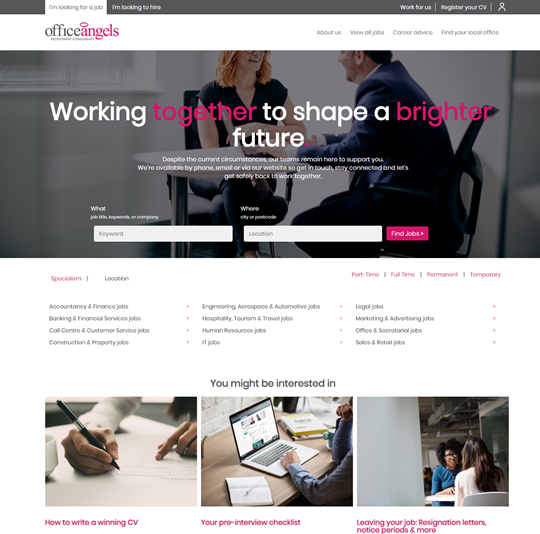 I'm looking for a job
I'm looking to hire
Work for us | Register your CV |
officeangels
RECRUITMENT CONSULTANTS
About us
View all jobs
Career advice
Find your local office
Working together to shape a brighter
future.
Despite the current circumstances, our teams remain here to support you.
We're available by phone, email or via our website so get in touch, stay connected and let's
get safely back to work together.
What
job title, keywords, or company
Where
city or postcode
Keyword
Location
Find Jobs >
Specialism |
Location
Part-Time | Full Time | Permanent | Temporary
Accountancy & Finance jobs >
Engineering, Aerospace & Automotive jobs >
Legal jobs >
Banking & Financial Services jobs >
Hospitality, Tourism & Travel jobs >
Marketing & Advertising jobs >
Call Centre & Customer Service jobs >
Human Resources jobs >
Office & Secretarial jobs >
Construction & Property jobs >
IT jobs >
Sales & Retail jobs >
You might be interested in
How to write a winning CV
Your pre-interview checklist
Leaving your job: Resignation letters,
notice periods & more